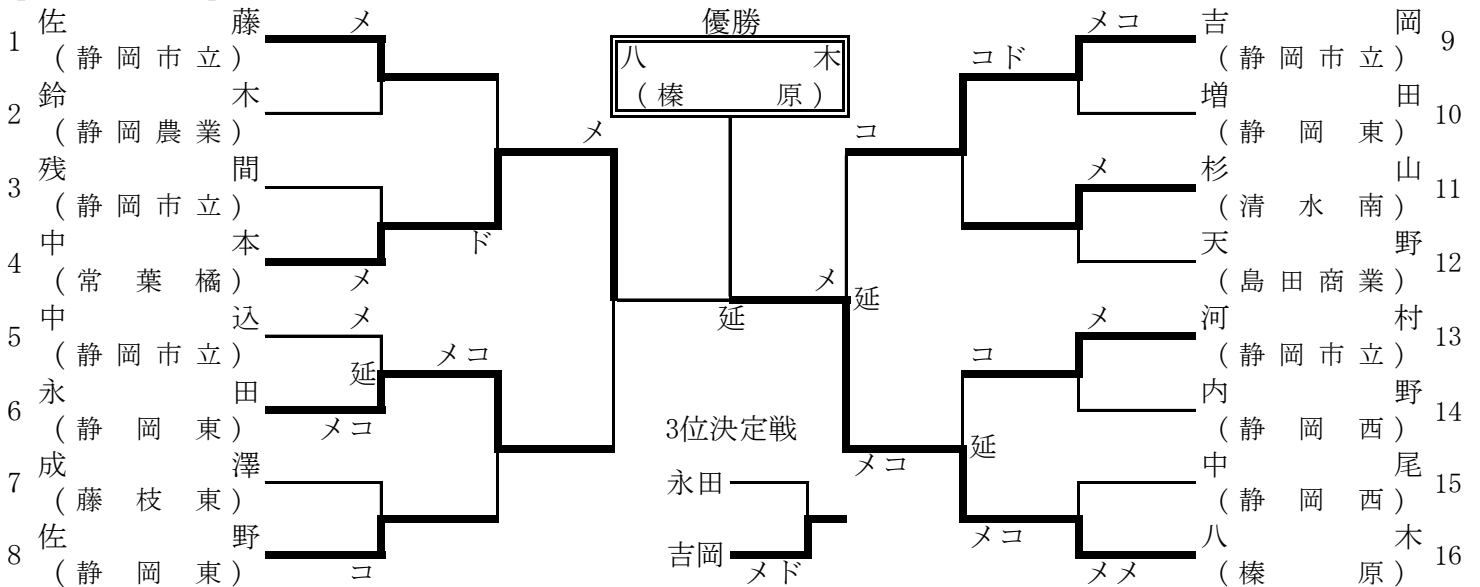 佐藤 メ 優勝 メコ 吉岡
1 (静岡市立) 八木 コド (静岡市立) 9
鈴木 (榛原) 増田
2 (静岡農業) メ コ (静岡東) 10
残間 メ 杉山
3 (静岡市立) (清水南) 11
中本 ド 天野
4 (常葉橘) メ メ 延 (島田商業) 12
中込 メ 延 メ 河村
5 (静岡市立) メコ コ (静岡市立) 13
永田 延 内野
6 (静岡東) メコ 3位決定戦 延 (静岡西) 14
成澤 メコ 中尾
7 (藤枝東) 永田 (静岡西) 15
佐野 メコ 八木
8 (静岡東) コ 吉岡 メド メメ (榛原) 16